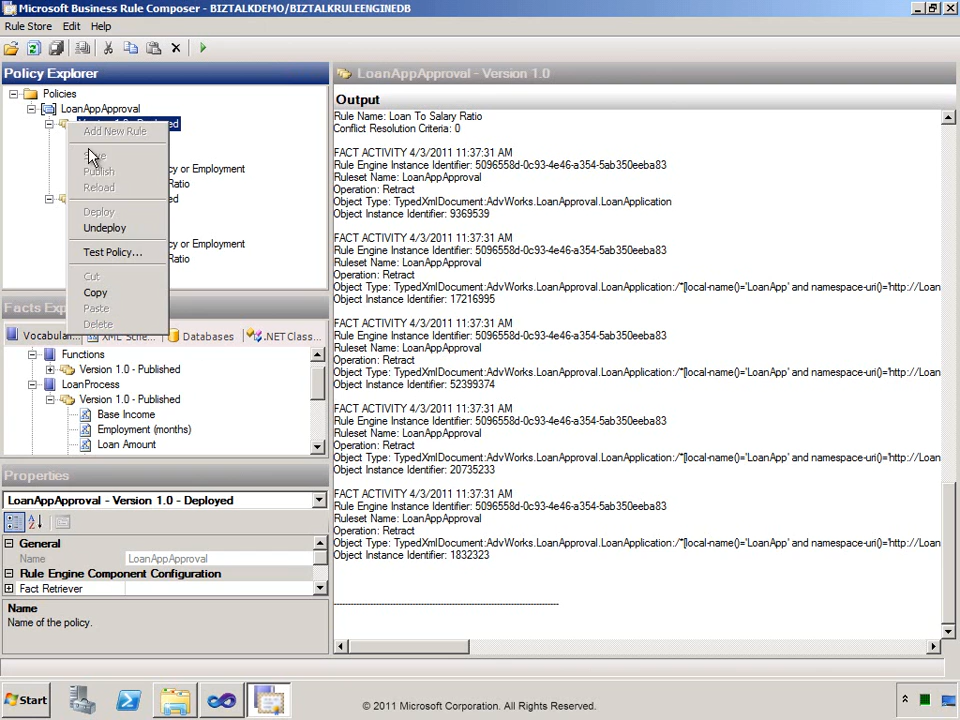 Microsoft Business Rule Composer - BIZTALKDEMO/BIZTALKRULEENGINEDB
Rule Store Edit Help
Policy Explorer
Policies
LoanAppApproval
Add New Rule
Publish
Reload
Deploy
Undeploy
Test Policy...
Cut
Copy
Paste
Delete
cy or Employment
Ratio
cy or Employment
Ratio
Facts Exp
Vocabular... XML Sche... Databases .NET Class...
Functions
Version 1.0 - Published
LoanProcess
Version 1.0 - Published
Base Income
Employment (months)
Loan Amount
Properties
LoanAppApproval - Version 1.0 - Deployed
General
Name LoanAppApproval
Rule Engine Component Configuration
Fact Retriever
Name
Name of the policy.
LoanAppApproval - Version 1.0
Output
Rule Name: Loan To Salary Ratio
Conflict Resolution Criteria: 0
FACT ACTIVITY 4/3/2011 11:37:31 AM
Rule Engine Instance Identifier: 5096558d-0c93-4e46-a354-5ab350eeba83
Ruleset Name: LoanAppApproval
Operation: Retract
Object Type: TypedXmlDocument:AdvWorks.LoanApproval.LoanApplication
Object Instance Identifier: 9369539
FACT ACTIVITY 4/3/2011 11:37:31 AM
Rule Engine Instance Identifier: 5096558d-0c93-4e46-a354-5ab350eeba83
Ruleset Name: LoanAppApproval
Operation: Retract
Object Type: TypedXmlDocument:AdvWorks.LoanApproval.LoanApplication:/*[local-name()='LoanApp' and namespace-uri()='http://Loan
Object Instance Identifier: 17216995
FACT ACTIVITY 4/3/2011 11:37:31 AM
Rule Engine Instance Identifier: 5096558d-0c93-4e46-a354-5ab350eeba83
Ruleset Name: LoanAppApproval
Operation: Retract
Object Type: TypedXmlDocument:AdvWorks.LoanApproval.LoanApplication:/*[local-name()='LoanApp' and namespace-uri()='http://Loan
Object Instance Identifier: 52399374
FACT ACTIVITY 4/3/2011 11:37:31 AM
Rule Engine Instance Identifier: 5096558d-0c93-4e46-a354-5ab350eeba83
Ruleset Name: LoanAppApproval
Operation: Retract
Object Type: TypedXmlDocument:AdvWorks.LoanApproval.LoanApplication:/*[local-name()='LoanApp' and namespace-uri()='http://Loan
Object Instance Identifier: 20735233
FACT ACTIVITY 4/3/2011 11:37:31 AM
Rule Engine Instance Identifier: 5096558d-0c93-4e46-a354-5ab350eeba83
Ruleset Name: LoanAppApproval
Operation: Retract
Object Type: TypedXmlDocument:AdvWorks.LoanApproval.LoanApplication:/*[local-name()='LoanApp' and namespace-uri()='http://Loan
Object Instance Identifier: 1832323
Start
© 2011 Microsoft Corporation. All Rights Reserved.